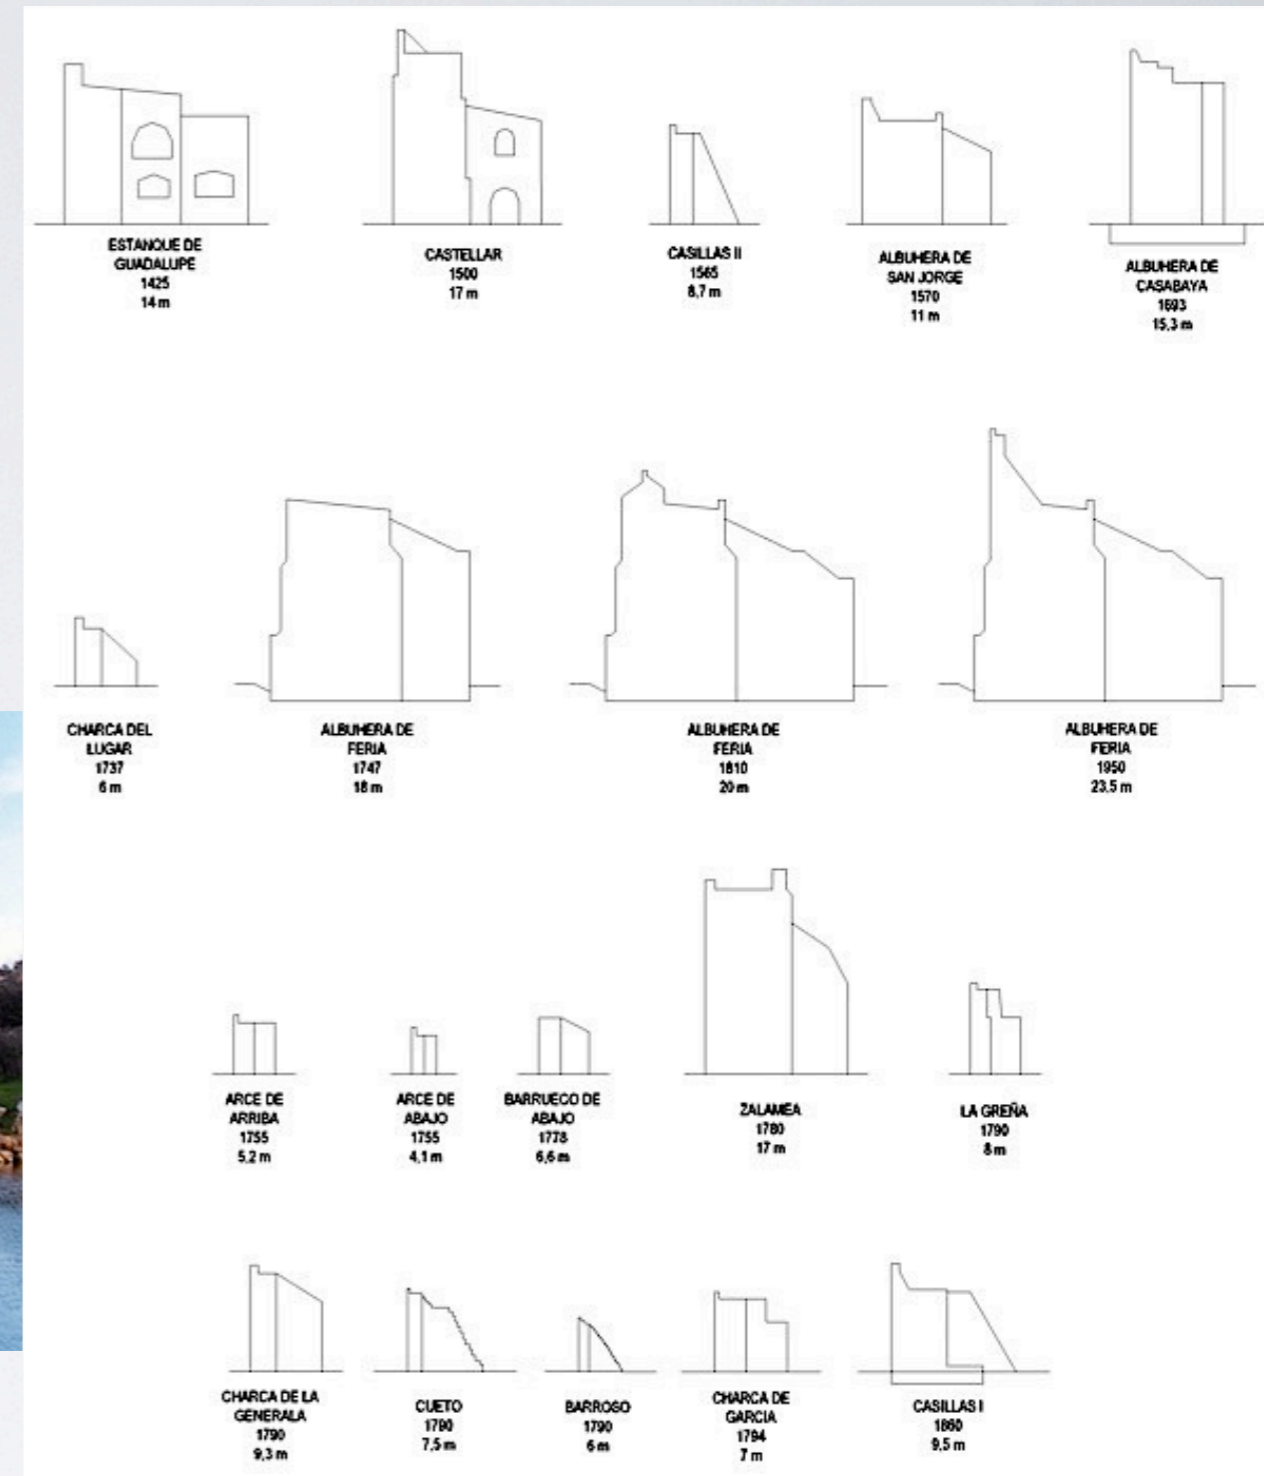 ESTANQUE DE
GUADALUPE
1425
14 m
CASTELLAR
1500
17 m
CASILLAS II
1565
8,7 m
ALBUHERA DE
SAN JORGE
1570
11 m
ALBUHERA DE
CASABAYA
1693
15,3 m
CHARCA DEL
LUGAR
1737
6 m
ALBUHERA DE
FERIA
1747
18 m
ALBUHERA DE
FERIA
1810
20 m
ALBUHERA DE
FERIA
1950
23,5 m
ARCE DE
ARRIBA
1755
5,2 m
ARCE DE
ABAJO
1755
4,1 m
BARRUECO DE
ABAJO
1778
6,6 m
ZALAMEA
1780
17 m
LA GREÑA
1790
8 m
CHARCA DE LA
GENERALA
1790
9,3 m
CUETO
1790
7,5 m
BARROSO
1790
6 m
CHARCA DE
GARCIA
1794
7 m
CASILLAS I
1860
9,5 m